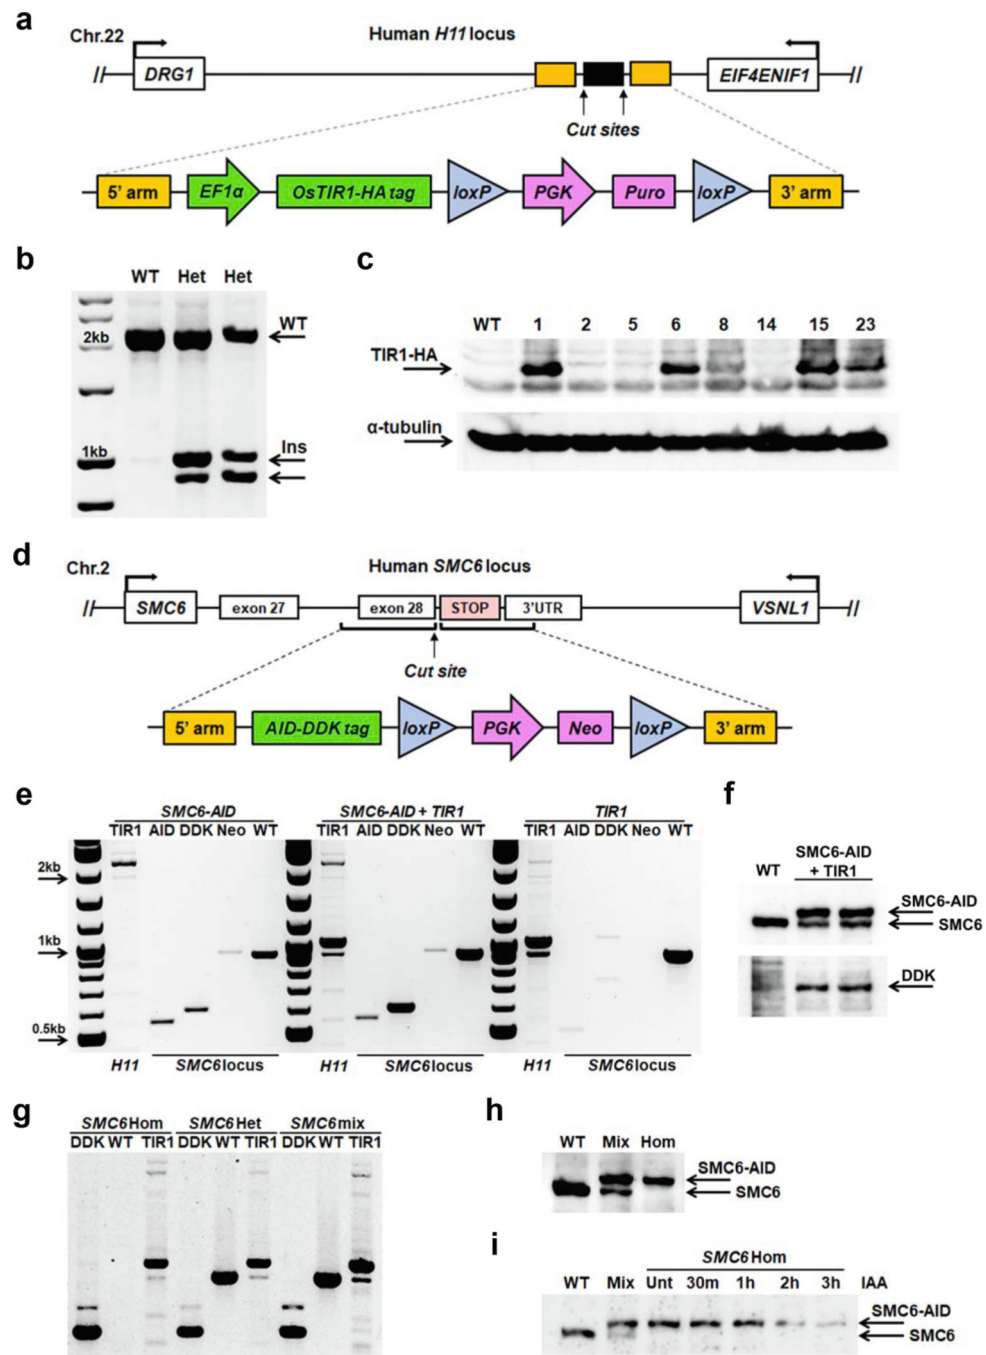 a
Chr.22 Human H11 locus
// DRG1 EIF4ENIF1 //
Cut sites
5' arm EF1α OsTIR1-HA tag loxP PGK Puro loxP 3' arm
b
WT Het Het
2kb WT
1kb Ins
c
WT 1 2 5 6 8 14 15 23
TIR1-HA
α-tubulin
d
Chr.2 Human SMC6 locus
// SMC6 exon 27 exon 28 STOP 3'UTR VSNL1 //
Cut site
5' arm AID-DDK tag loxP PGK Neo loxP 3' arm
e
SMC6-AID SMC6-AID + TIR1 TIR1
TIR1 AID DDK Neo WT TIR1 AID DDK Neo WT TIR1 AID DDK Neo WT
2kb
1kb
0.5kb
H11 SMC6 locus H11 SMC6 locus H11 SMC6 locus
f
WT SMC6-AID
+ TIR1
SMC6-AID
SMC6
DDK
g
SMC6 Hom SMC6 Het SMC6 mix
DDK WT TIR1 DDK WT TIR1 DDK WT TIR1
h
WT Mix Hom
SMC6-AID
SMC6
i
SMC6 Hom
WT Mix Unt 30m 1h 2h 3h IAA
SMC6-AID
SMC6